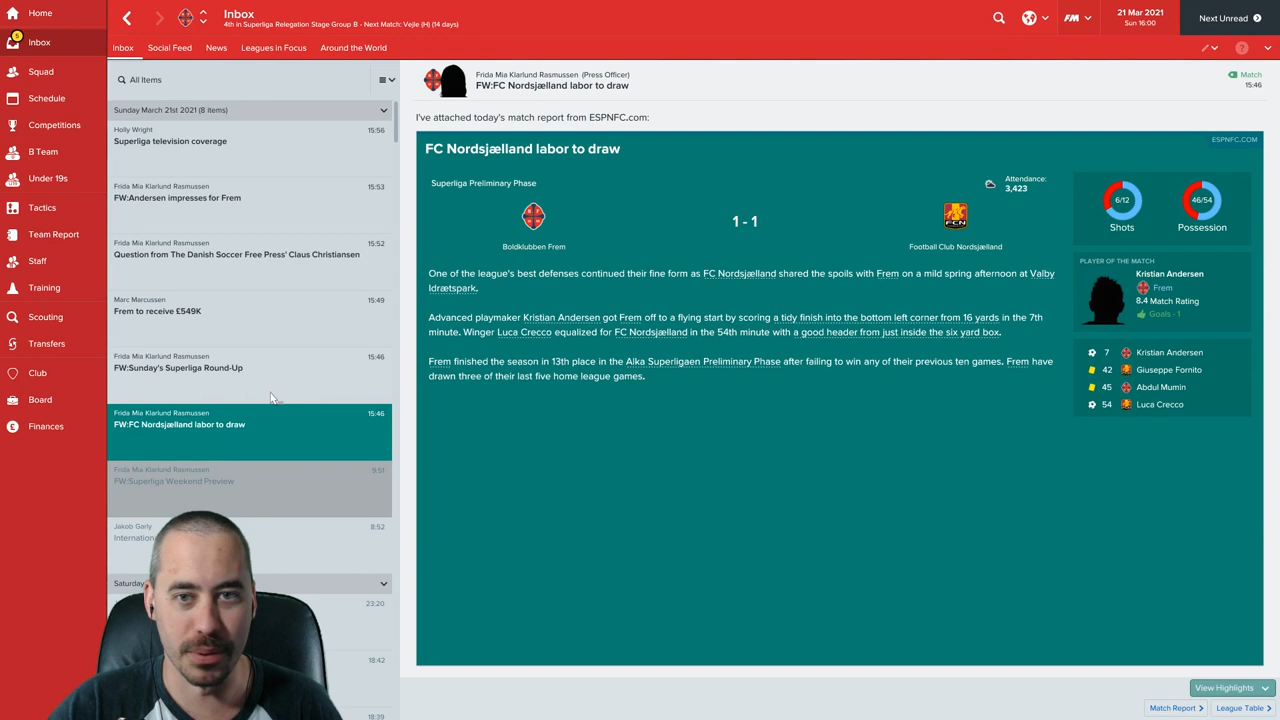 Home
5
Inbox
Squad
Schedule
Competitions
B Team
Under 19s
Tactics
Team Report
Staff
Training
Scouting
Transfers
Club
Board
Finances
Inbox
4th in Superliga Relegation Stage Group B - Next Match: Vejle (H) (14 days)
FM
21 Mar 2021
Sun 16:00
Next Unread
Inbox
Social Feed
News
Leagues in Focus
Around the World
All Items
Sunday March 21st 2021 (8 items)
Holly Wright
15:56
Superliga television coverage
Frida Mia Klarlund Rasmussen
15:53
FW:Andersen impresses for Frem
Frida Mia Klarlund Rasmussen
15:52
Question from The Danish Soccer Free Press' Claus Christiansen
Marc Marcussen
15:49
Frem to receive £549K
Frida Mia Klarlund Rasmussen
15:46
FW:Sunday's Superliga Round-Up
Frida Mia Klarlund Rasmussen
15:46
FW:FC Nordsjælland labor to draw
Frida Mia Klarlund Rasmussen
9:51
FW:Superliga Weekend Preview
Jakob Garly
8:52
Internation
Saturday
23:20
18:42
18:39
Frida Mia Klarlund Rasmussen (Press Officer)
FW:FC Nordsjælland labor to draw
Match
15:46
I've attached today's match report from ESPNFC.com:
ESPNFC.COM
FC Nordsjælland labor to draw
Superliga Preliminary Phase
Attendance:
3,423
1 - 1
FCN
Boldklubben Frem
Football Club Nordsjælland
One of the league's best defenses continued their fine form as FC Nordsjælland shared the spoils with Frem on a mild spring afternoon at Valby
Idrætspark.
Advanced playmaker Kristian Andersen got Frem off to a flying start by scoring a tidy finish into the bottom left corner from 16 yards in the 7th
minute. Winger Luca Crecco equalized for FC Nordsjælland in the 54th minute with a good header from just inside the six yard box.
Frem finished the season in 13th place in the Alka Superligaen Preliminary Phase after failing to win any of their previous ten games. Frem have
drawn three of their last five home league games.
6/12
46/54
Shots
Possession
PLAYER OF THE MATCH
Kristian Andersen
Frem
8.4 Match Rating
Goals - 1
7 Kristian Andersen
42 Giuseppe Fornito
45 Abdul Mumin
54 Luca Crecco
View Highlights
Match Report
League Table